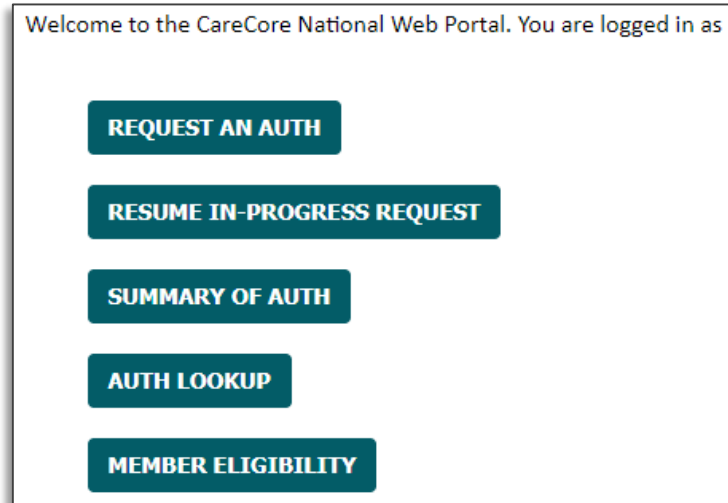 Welcome to the CareCore National Web Portal. You are logged in as
REQUEST AN AUTH
RESUME IN-PROGRESS REQUEST
SUMMARY OF AUTH
AUTH LOOKUP
MEMBER ELIGIBILITY